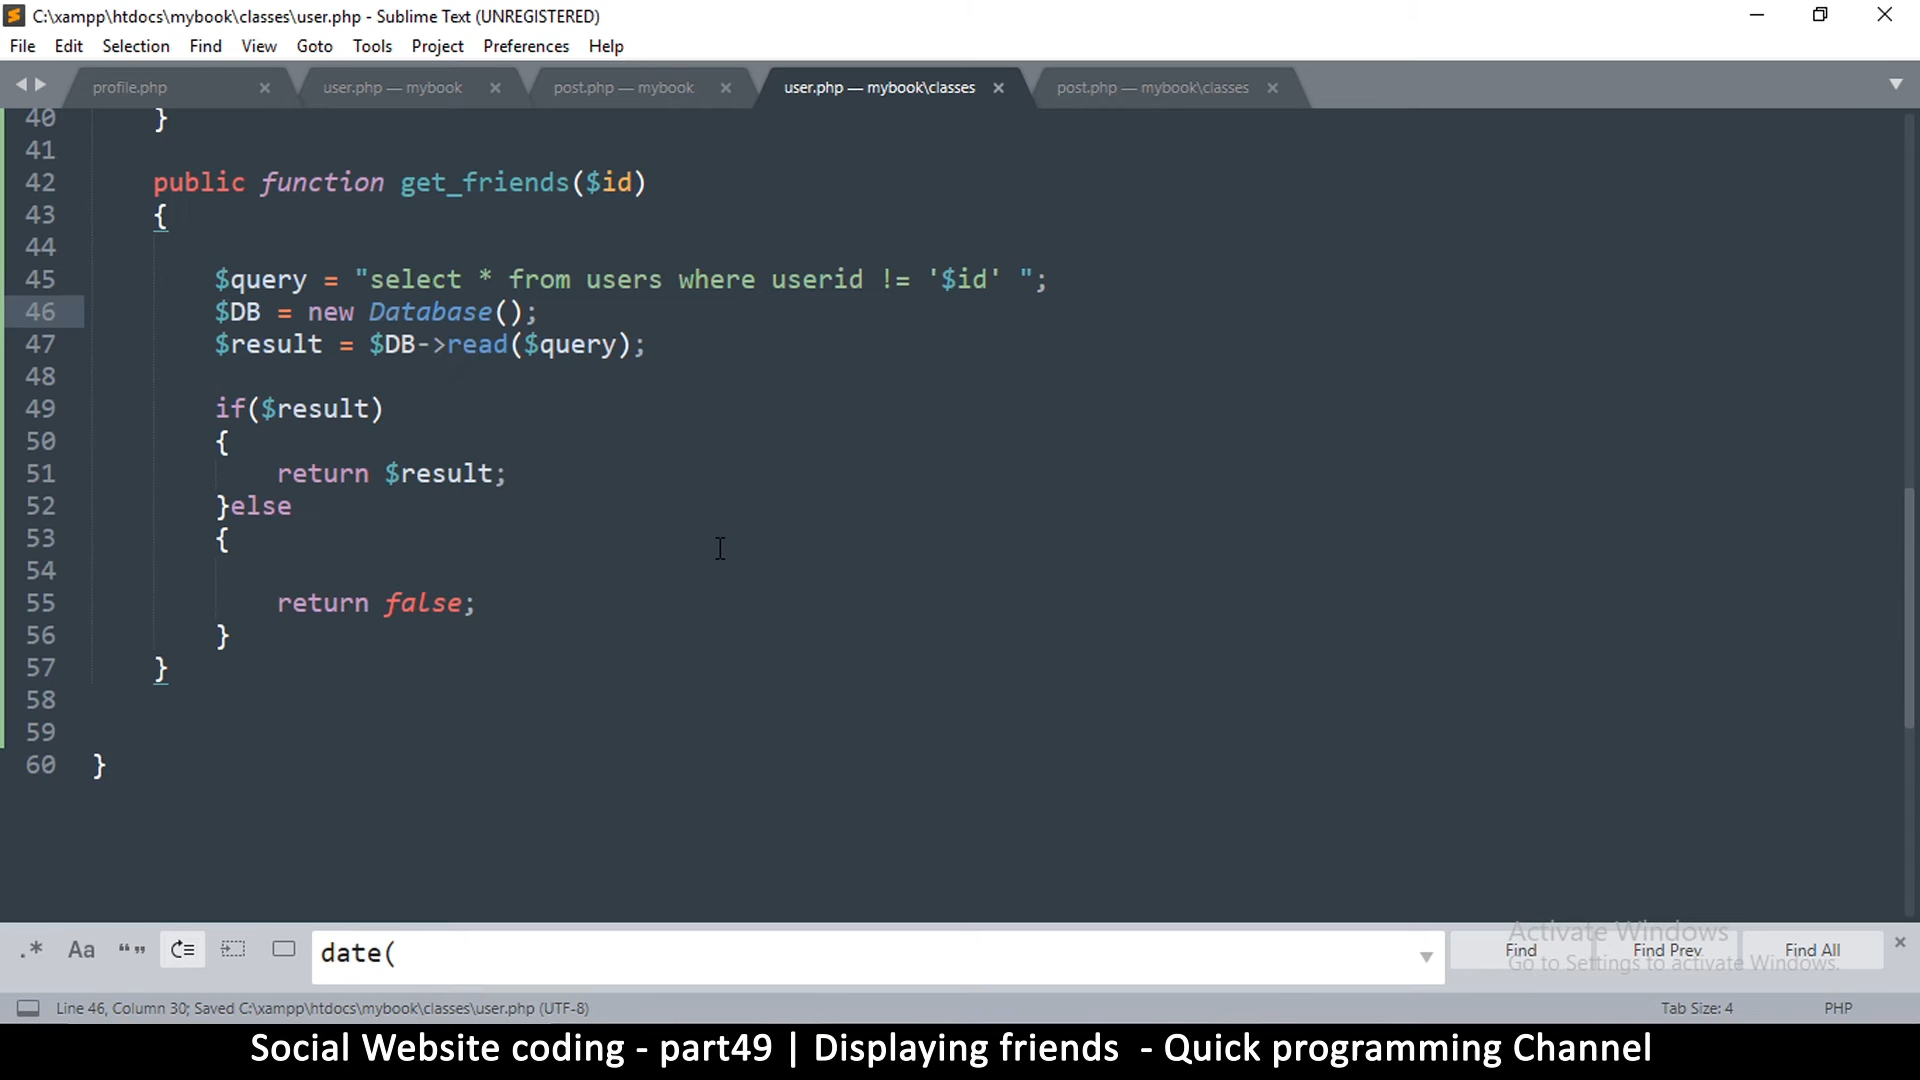 C:\xampp\htdocs\mybook\classes\user.php - Sublime Text (UNREGISTERED)
File Edit Selection Find View Goto Tools Project Preferences Help
profile.php user.php — mybook post.php — mybook user.php — mybook\classes post.php — mybook\classes
40 }
41
42 public function get_friends($id)
43 {
44
45 $query = "select * from users where userid != '$id' ";
46 $DB = new Database();
47 $result = $DB->read($query);
48
49 if($result)
50 {
51 return $result;
52 }else
53 {
54
55 return false;
56 }
57 }
58
59
60 }
Activate Windows
Go to Settings to activate Windows.
.* Aa “” date( Find Find Prev Find All
Line 46, Column 30; Saved C:\xampp\htdocs\mybook\classes\user.php (UTF-8) Tab Size: 4 PHP
Social Website coding - part49 | Displaying friends - Quick programming Channel